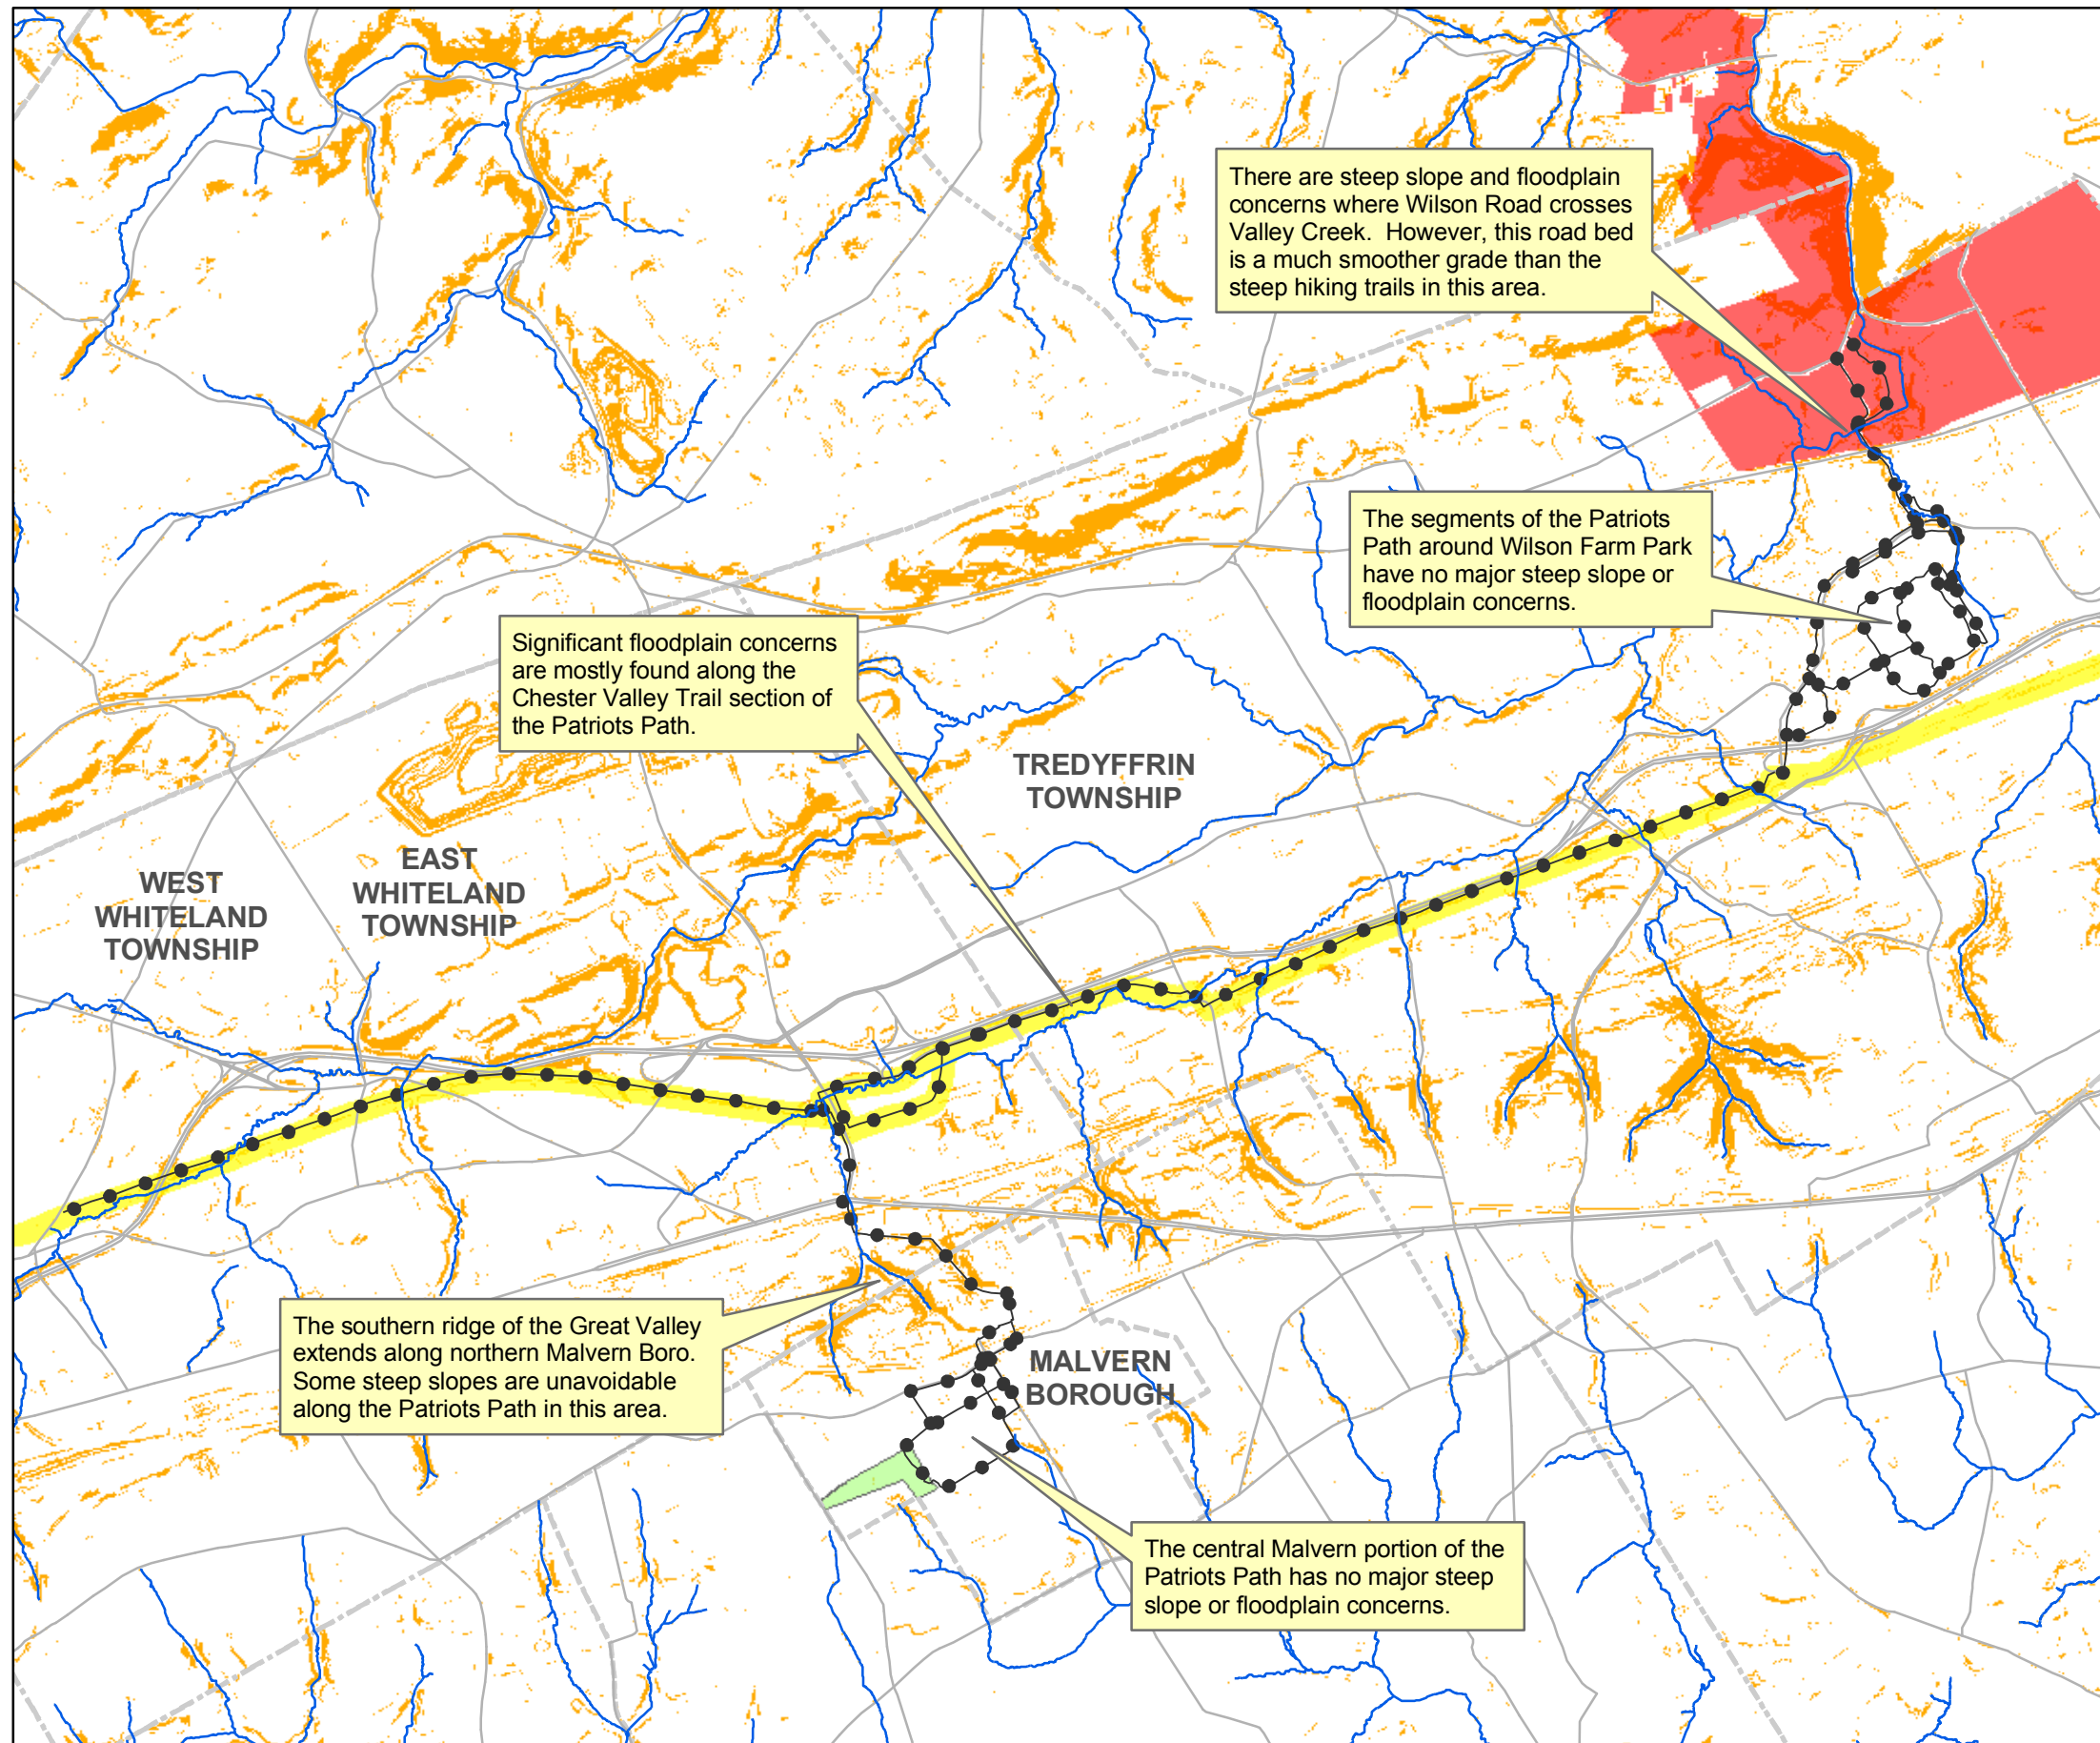 There are steep slope and floodplain
concerns where Wilson Road crosses
Valley Creek. However, this road bed
is a much smoother grade than the
steep hiking trails in this area.
The segments of the Patriots
Path around Wilson Farm Park
have no major steep slope or
floodplain concerns.
Significant floodplain concerns
are mostly found along the
Chester Valley Trail section of
the Patriots Path.
TREDYFFRIN
TOWNSHIP
EAST
WHITELAND
TOWNSHIP
WEST
WHITELAND
TOWNSHIP
The southern ridge of the Great Valley
extends along northern Malvern Boro.
Some steep slopes are unavoidable
along the Patriots Path in this area.
MALVERN
BOROUGH
The central Malvern portion of the
Patriots Path has no major steep
slope or floodplain concerns.